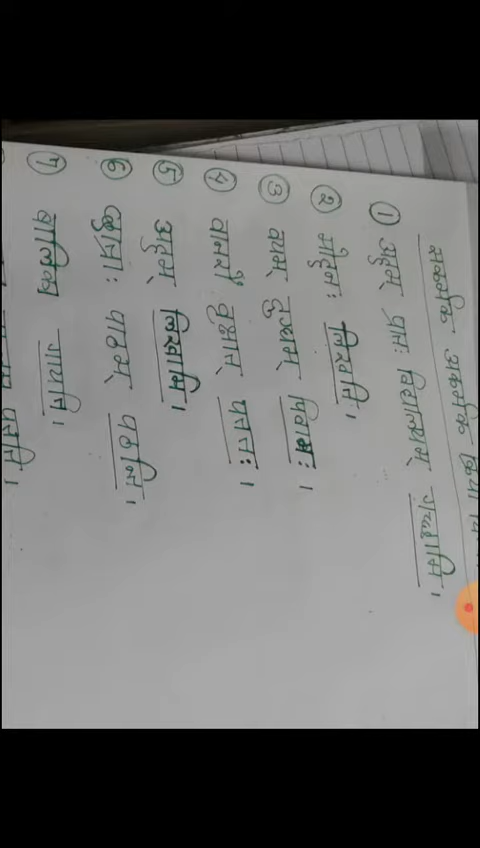 सकर्मक अकर्मक क्रिया
① अहम् प्रातः विद्यालयम् गच्छामि।
② मोहनः लिखति।
③ वयम् दुग्धम् पिवामः।
④ वानरौ वृक्षात् पततः।
⑤ अहम् लिखामि।
⑥ छात्राः पाठम् पठन्ति।
⑦ बालिका गायति।